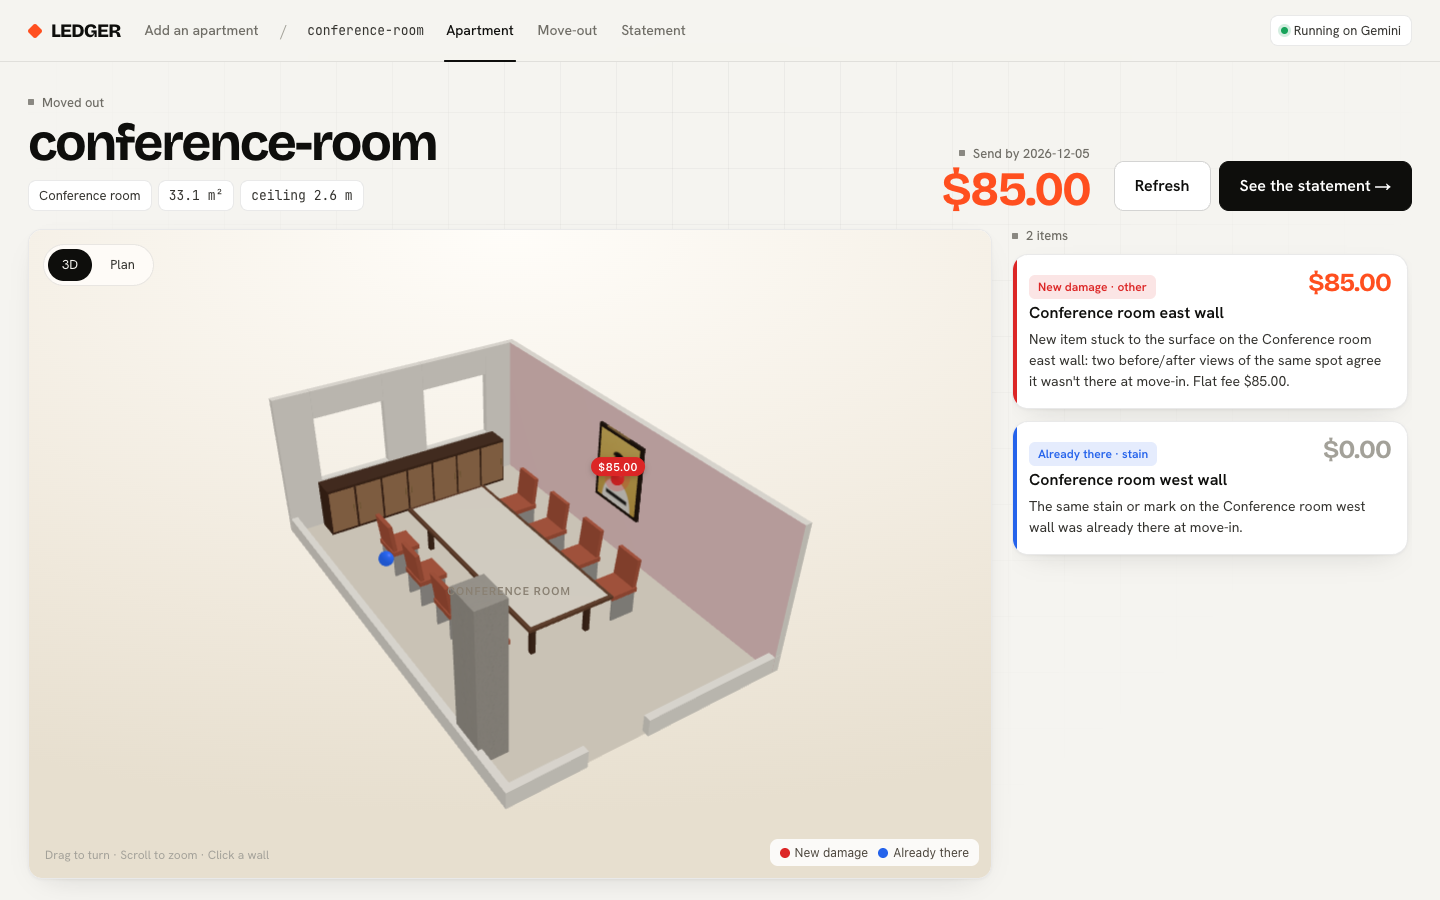 LEDGER Add an apartment / conference-room Apartment Move-out Statement Running on Gemini
Moved out
conference-room
Conference room 33.1 m² ceiling 2.6 m
Send by 2026-12-05
$85.00
Refresh
See the statement →
3D Plan
$85.00
CONFERENCE ROOM
Drag to turn · Scroll to zoom · Click a wall
New damage Already there
2 items
New damage · other $85.00
Conference room east wall
New item stuck to the surface on the Conference room
east wall: two before/after views of the same spot agree
it wasn't there at move-in. Flat fee $85.00.
Already there · stain $0.00
Conference room west wall
The same stain or mark on the Conference room west
wall was already there at move-in.